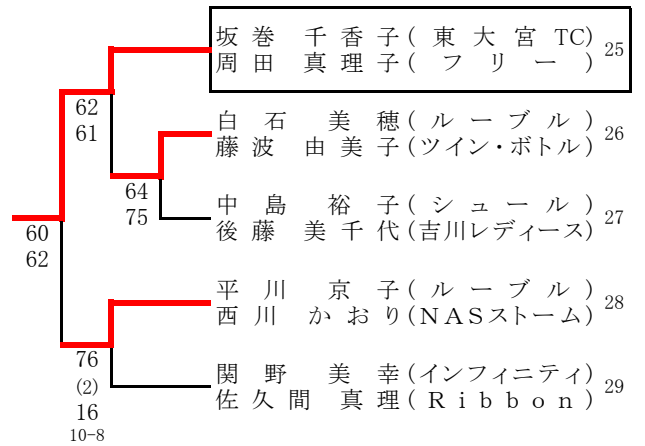 坂巻 千香子(東大宮TC) 25
周田 真理子(フリー)
62
61
白石 美穂(ルーブル) 26
藤波 由美子(ツイン・ボトル)
64
75
中島 裕子(シュール) 27
後藤 美千代(吉川レディース)
60
62
平川 京子(ルーブル) 28
西川 かおり(NASストーム)
76
(2)
16
10-8
関野 美幸(インフィニティ) 29
佐久間 真理(Ribbon)